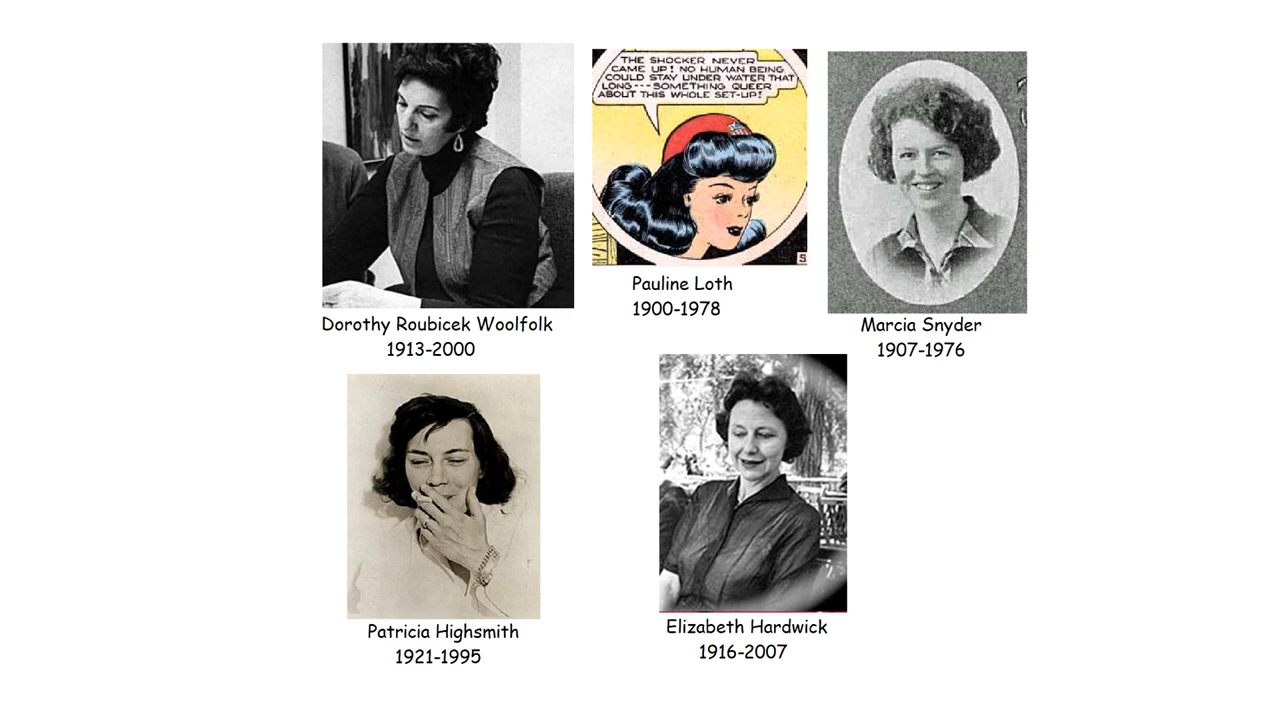 THE SHOCKER NEVER
CAME UP! NO HUMAN BEING
COULD STAY UNDER WATER THAT
LONG---SOMETHING QUEER
ABOUT THIS WHOLE SET-UP!
S
Pauline Loth
1900-1978
Dorothy Roubicek Woolfolk
1913-2000
Marcia Snyder
1907-1976
Patricia Highsmith
1921-1995
Elizabeth Hardwick
1916-2007